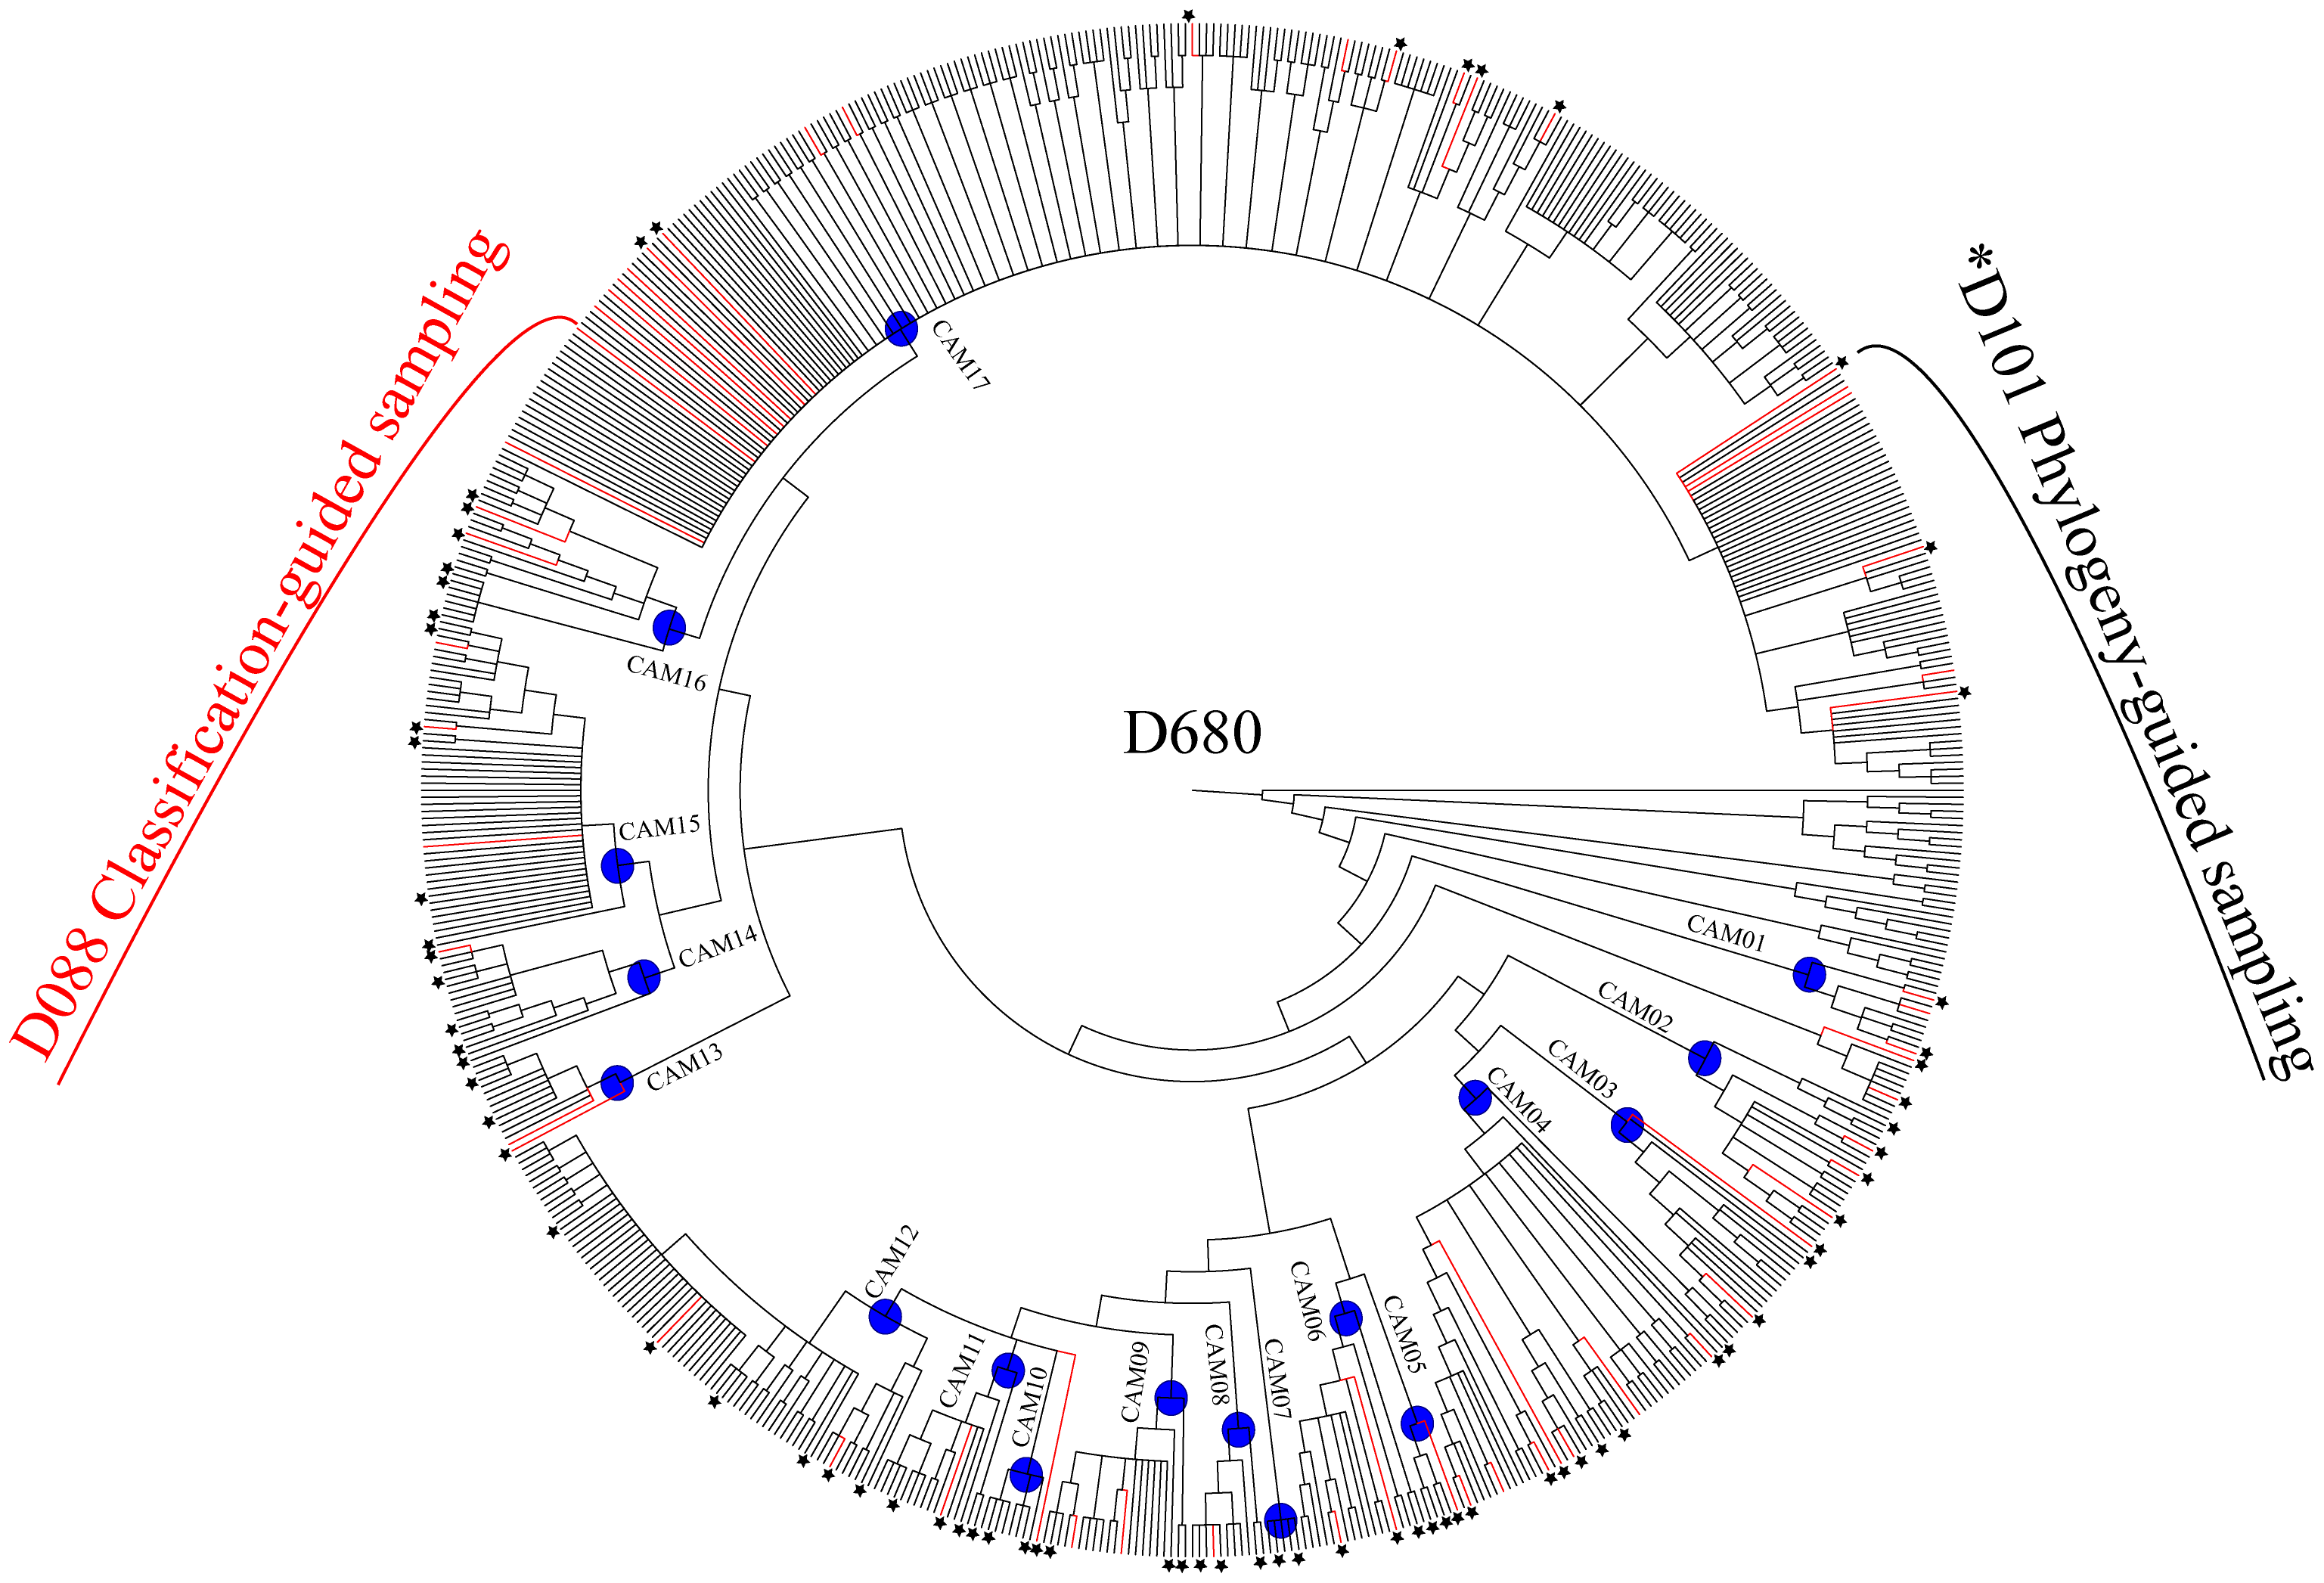 D088 Classification-guided sampling
*D101 Phylogeny-guided sampling
D680
CAM17
CAM16
CAM15
CAM14
CAM13
CAM12
CAM11
CAM10
CAM09
CAM08
CAM07
CAM06
CAM05
CAM04
CAM03
CAM02
CAM01